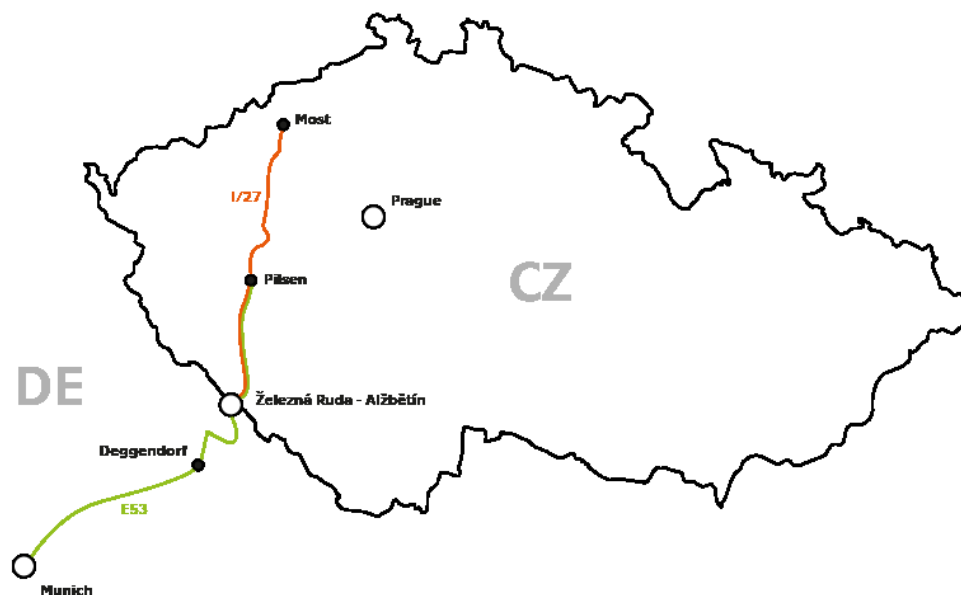 Most
I/27
Prague
Pilsen
CZ
DE
Železná Ruda - Alžbětín
Deggendorf
E53
Munich